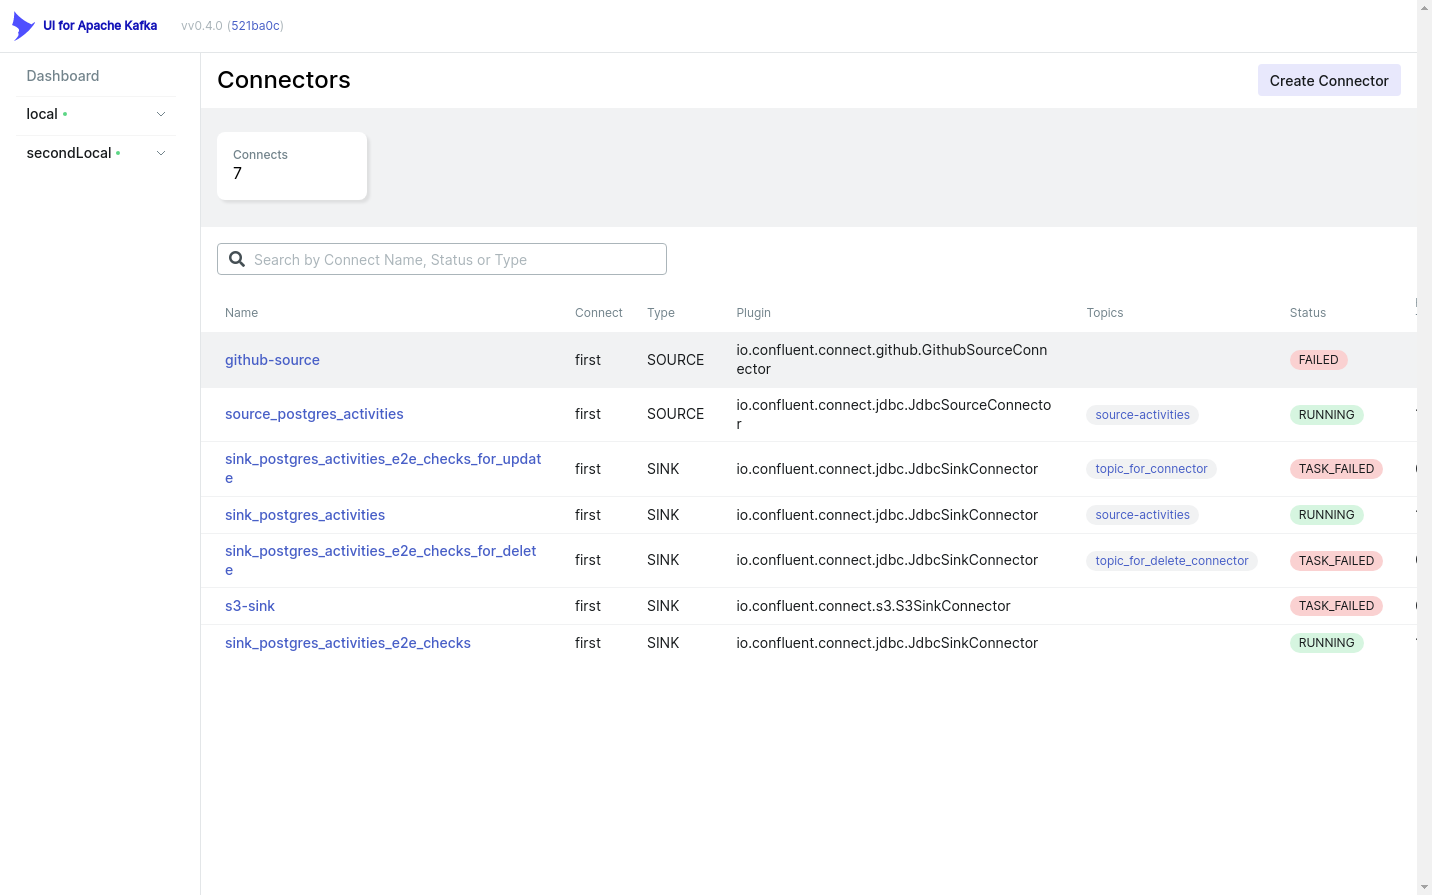 UI for Apache Kafka vv0.4.0 (521ba0c)
Dashboard
local
secondLocal
Connectors
Create Connector
Connects
7
Search by Connect Name, Status or Type
Name Connect Type Plugin Topics Status
github-source first SOURCE io.confluent.connect.github.GithubSourceConn
ector FAILED
source_postgres_activities first SOURCE io.confluent.connect.jdbc.JdbcSourceConnecto
r source-activities RUNNING
sink_postgres_activities_e2e_checks_for_updat
e first SINK io.confluent.connect.jdbc.JdbcSinkConnector topic_for_connector TASK_FAILED
sink_postgres_activities first SINK io.confluent.connect.jdbc.JdbcSinkConnector source-activities RUNNING
sink_postgres_activities_e2e_checks_for_delet
e first SINK io.confluent.connect.jdbc.JdbcSinkConnector topic_for_delete_connector TASK_FAILED
s3-sink first SINK io.confluent.connect.s3.S3SinkConnector TASK_FAILED
sink_postgres_activities_e2e_checks first SINK io.confluent.connect.jdbc.JdbcSinkConnector RUNNING